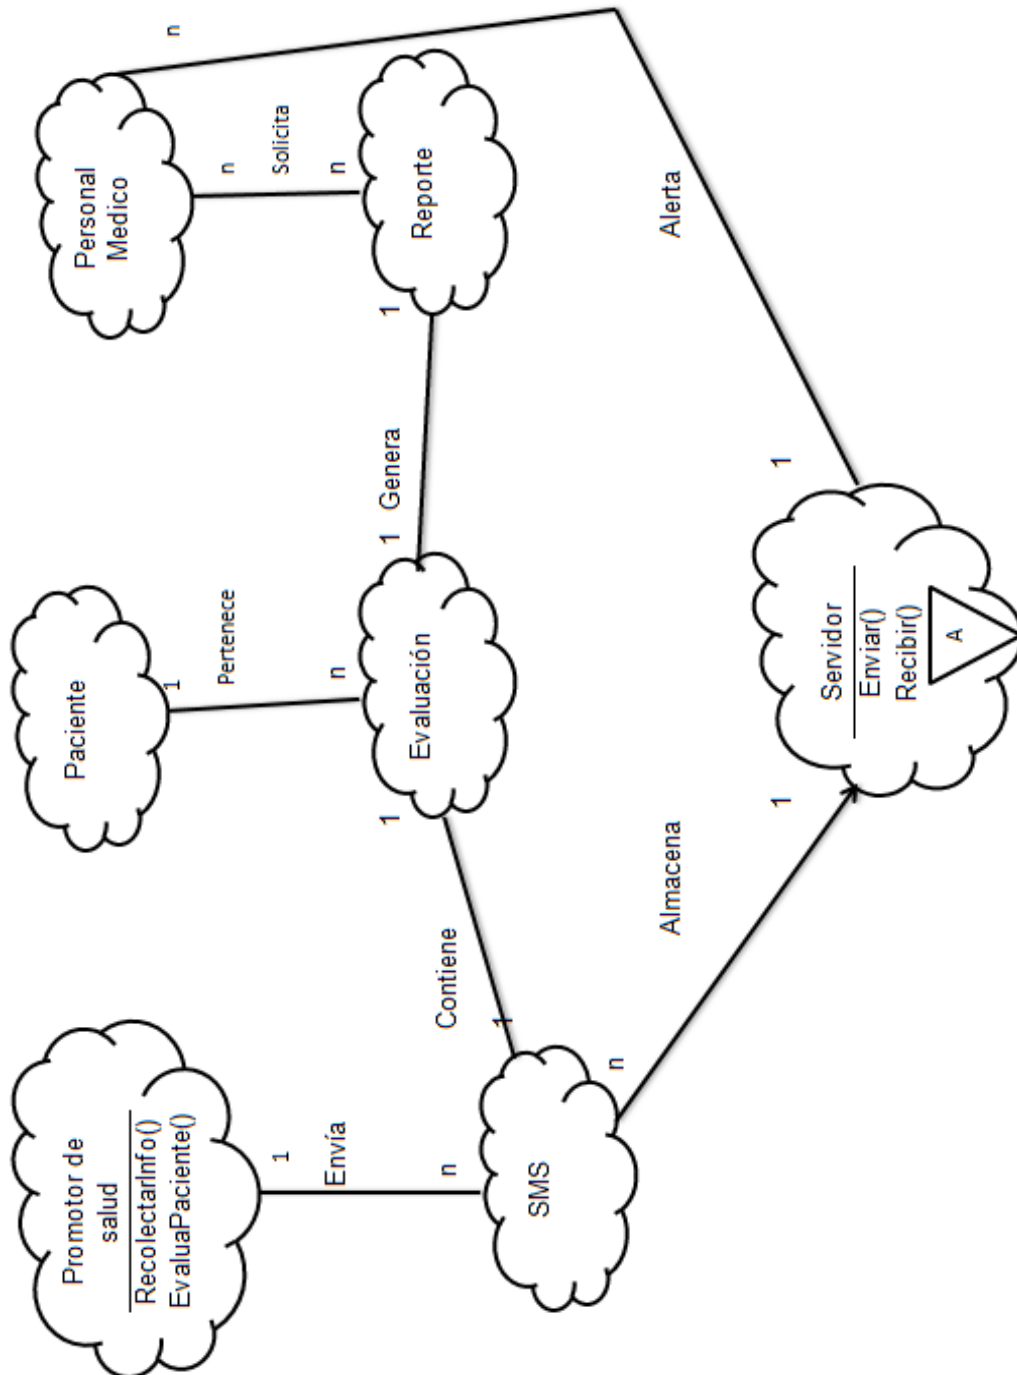 Promotor de
salud
RecolectarInfo()
EvaluaPaciente()
Paciente
Personal
Medico
n
1
Envía
n
1
Pertenece
n
n
Solicita
n
SMS
1
Contiene
1
Evaluación
1
Genera
1
Reporte
n
Almacena
1
Servidor
Enviar()
Recibir()
A
1
Alerta